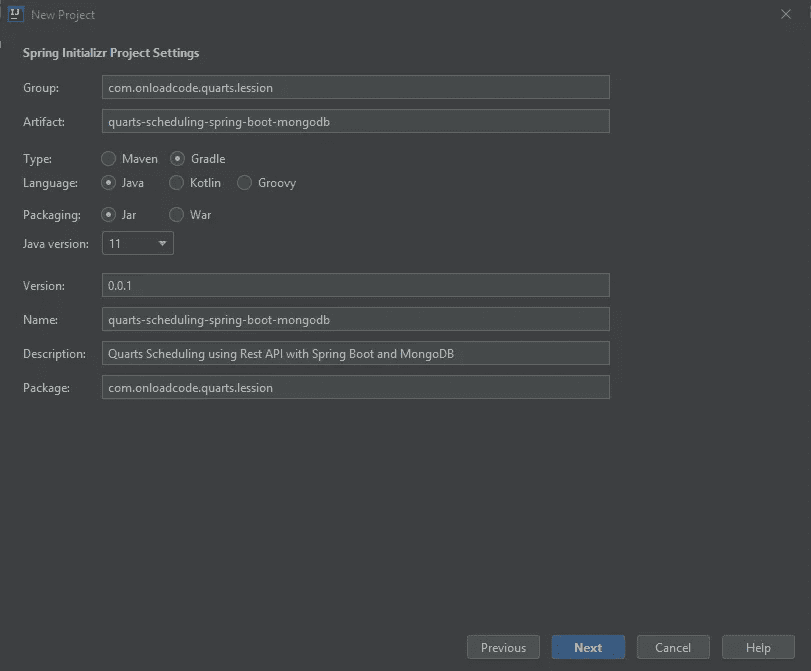 IJ New Project
Spring Initializr Project Settings
Group: com.onloadcode.quarts.lession
Artifact: quarts-scheduling-spring-boot-mongodb
Type: Maven Gradle
Language: Java Kotlin Groovy
Packaging: Jar War
Java version: 11
Version: 0.0.1
Name: quarts-scheduling-spring-boot-mongodb
Description: Quarts Scheduling using Rest API with Spring Boot and MongoDB
Package: com.onloadcode.quarts.lession
Previous Next Cancel Help